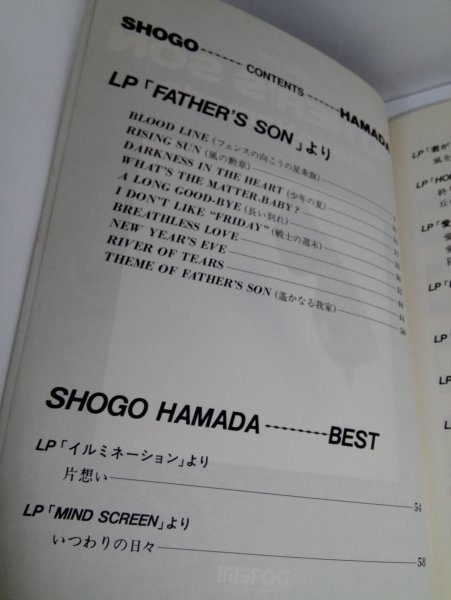 SHOGO CONTENTS HAMADA
LP「FATHER'S SON」より
BLOOD LINE(フェンスの向こうの星条旗)
RISING SUN(風の勲章)
DARKNESS IN THE HEART(少年の夏)
WHAT'S THE MATTER, BABY?
A LONG GOOD-BYE(長い別れ)
I DON'T LIKE "FRIDAY"(戦士の週末)
BREATHLESS LOVE
NEW YEAR'S EVE
RIVER OF TEARS
THEME OF FATHER'S SON(遙かなる我家)
50
SHOGO HAMADA BEST
LP「イルミネーション」より
片想い 54
LP「MIND SCREEN」より
いつわりの日々 58